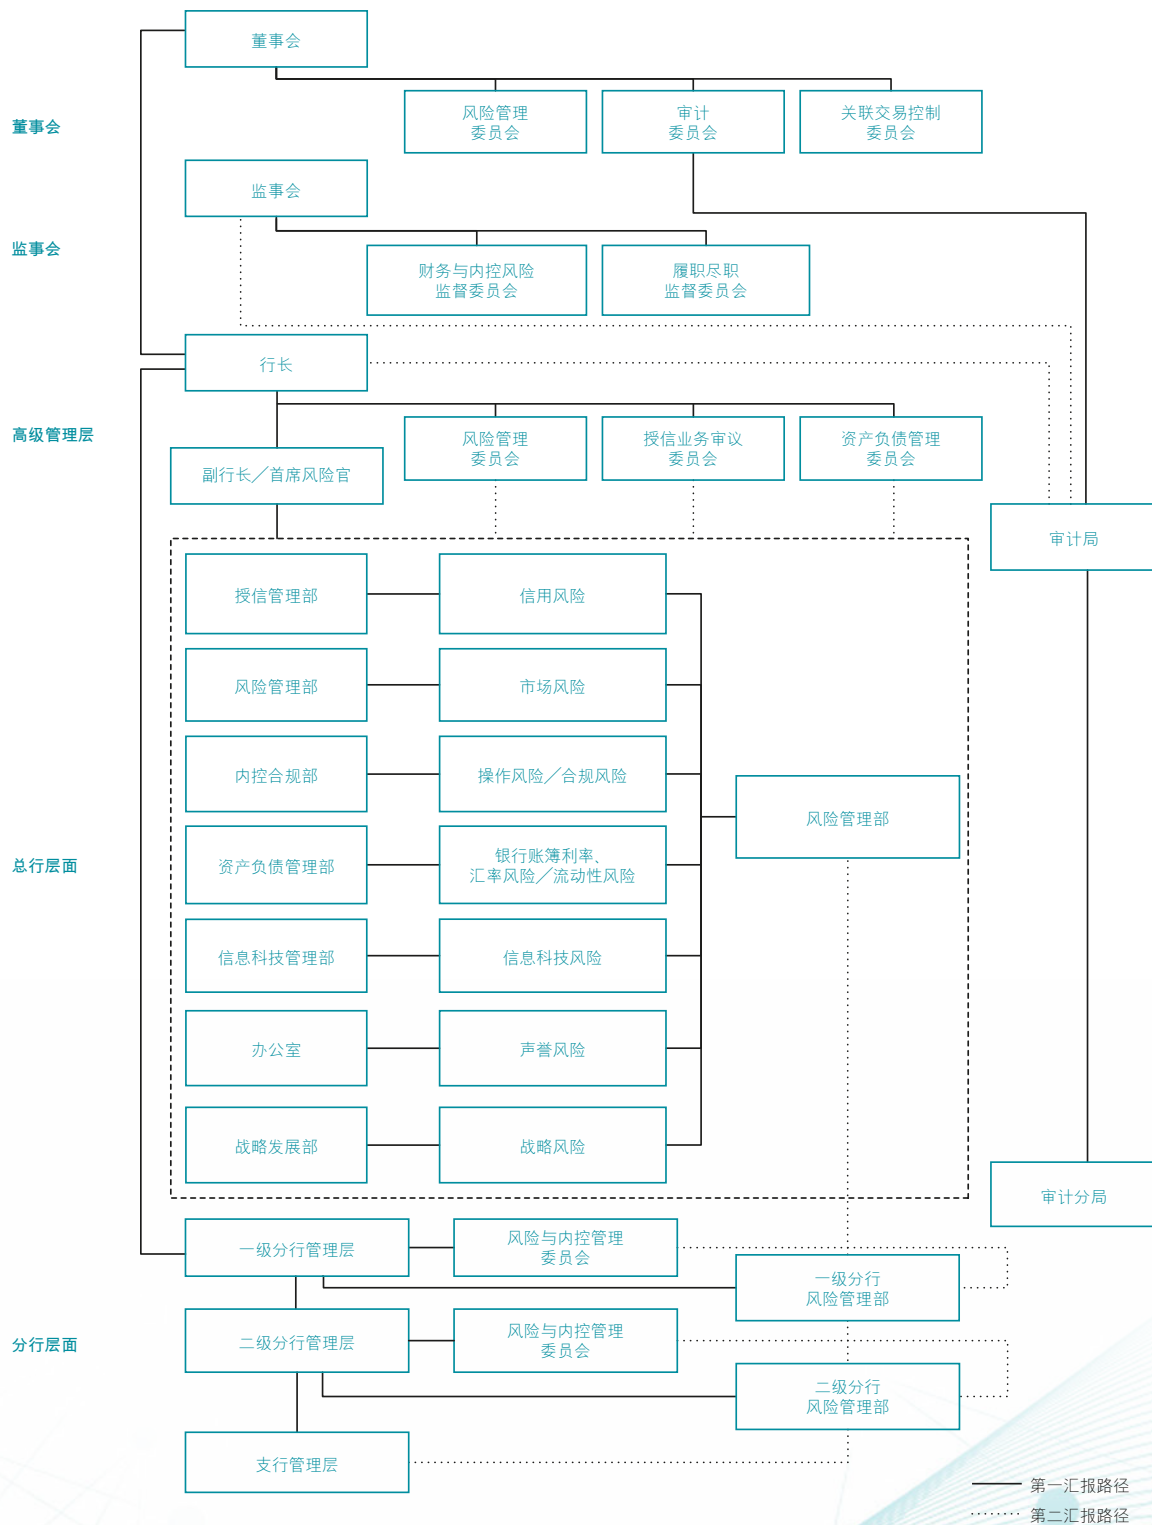 董事会
董事会
风险管理
委员会
审计
委员会
关联交易控制
委员会
监事会
监事会
财务与内控风险
监督委员会
履职尽职
监督委员会
行长
高级管理层
风险管理
委员会
授信业务审议
委员会
资产负债管理
委员会
副行长╱首席风险官
审计局
授信管理部
信用风险
风险管理部
市场风险
内控合规部
操作风险╱合规风险
风险管理部
总行层面
资产负债管理部
银行账簿利率、
汇率风险╱流动性风险
信息科技管理部
信息科技风险
办公室
声誉风险
战略发展部
战略风险
审计分局
一级分行管理层
风险与内控管理
委员会
一级分行
风险管理部
分行层面
二级分行管理层
风险与内控管理
委员会
二级分行
风险管理部
支行管理层
第一汇报路径
第二汇报路径